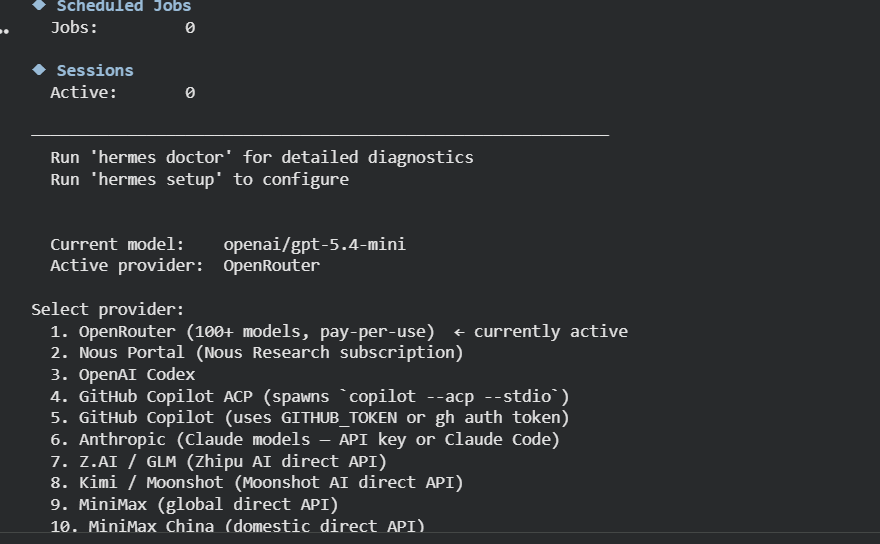 ◆ Scheduled Jobs
Jobs: 0
◆ Sessions
Active: 0
Run 'hermes doctor' for detailed diagnostics
Run 'hermes setup' to configure
Current model: openai/gpt-5.4-mini
Active provider: OpenRouter
Select provider:
1. OpenRouter (100+ models, pay-per-use) ← currently active
2. Nous Portal (Nous Research subscription)
3. OpenAI Codex
4. GitHub Copilot ACP (spawns `copilot --acp --stdio`)
5. GitHub Copilot (uses GITHUB_TOKEN or gh auth token)
6. Anthropic (Claude models — API key or Claude Code)
7. Z.AI / GLM (Zhipu AI direct API)
8. Kimi / Moonshot (Moonshot AI direct API)
9. MiniMax (global direct API)
10. MiniMax China (domestic direct API)